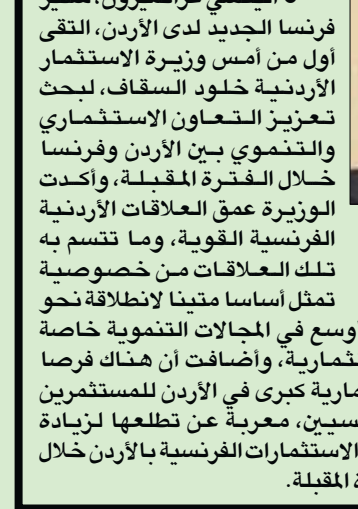 فرنسا الجديد لدى الأردن، التقى
أول من أمس وزيرة الاستثمار
الأردنية خلود السقاف، لبحث
تعزيز التعاون الاستثماري
والتنموي بين الأردن وفرنسا
خلال الفترة المقبلة، وأكدت
الوزيرة عمق العلاقات الأردنية
الفرنسية القوية، وما تتسم به
تلك العلاقات من خصوصية
تمثل أساسا متينا لانطلاقة نحو
أوسع في المجالات التنموية خاصة
وأضافت أن هناك فرصا
كبرى في الأردن للمستثمرين
معربة عن تطلعها لزيادة
الاستثمارات الفرنسية بالأردن خلال
المقبلة.